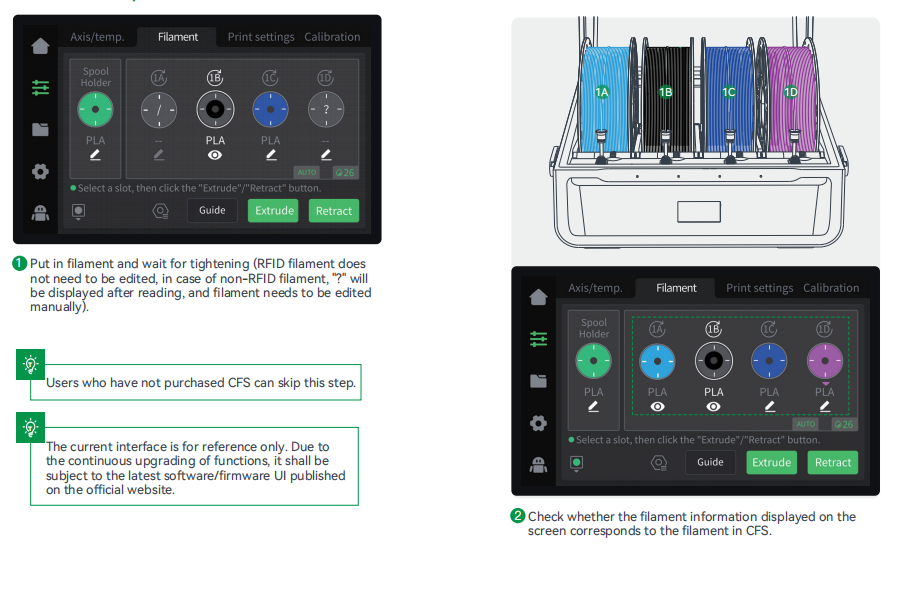 Axis/temp. Filament Print settings Calibration
Spool
Holder
1A 1B 1C 1D
/ ?
PLA -- PLA PLA --
AUTO 26
Select a slot, then click the "Extrude"/"Retract" button.
Guide Extrude Retract
1 Put in filament and wait for tightening (RFID filament does
not need to be edited, in case of non-RFID filament, "?" will
be displayed after reading, and filament needs to be edited
manually).
Users who have not purchased CFS can skip this step.
The current interface is for reference only. Due to
the continuous upgrading of functions, it shall be
subject to the latest software/firmware UI published
on the official website.
1A 1B 1C 1D
Axis/temp. Filament Print settings Calibration
Spool
Holder
1A 1B 1C 1D
PLA PLA PLA PLA PLA
AUTO 26
Select a slot, then click the "Extrude"/"Retract" button.
Guide Extrude Retract
2 Check whether the filament information displayed on the
screen corresponds to the filament in CFS.